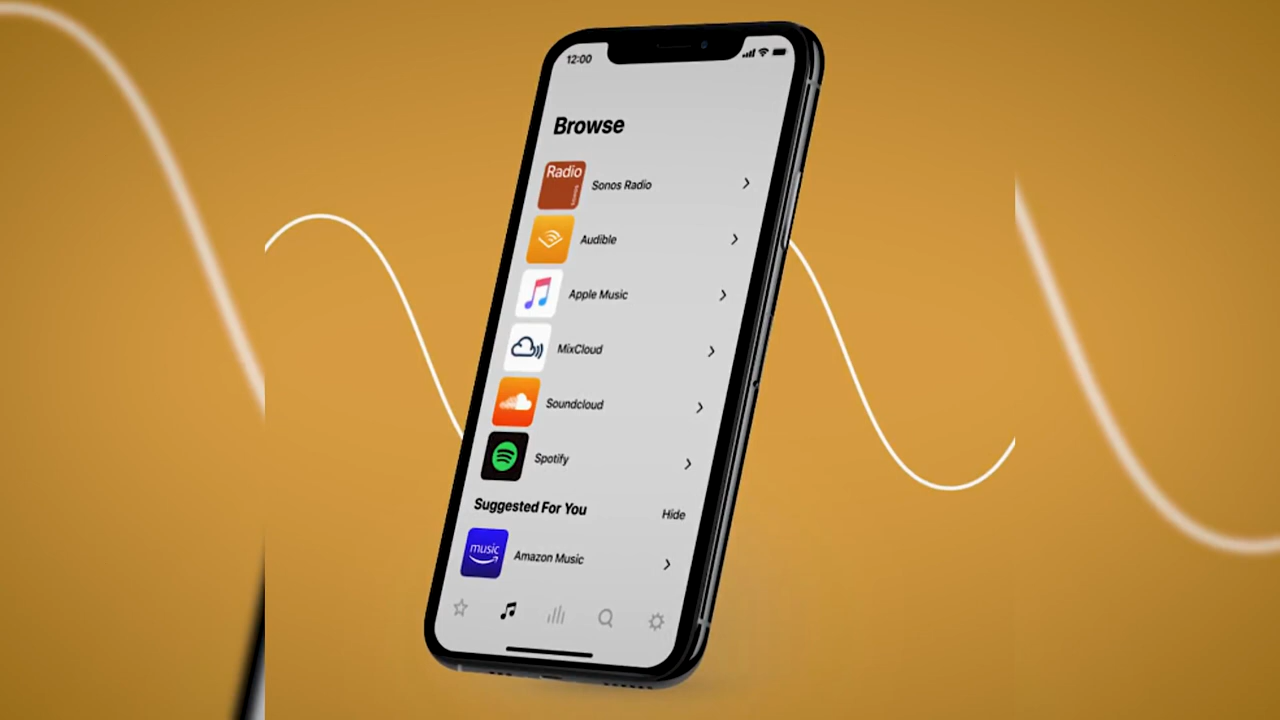 12:00
Browse
Radio
SONOS
Sonos Radio
Audible
Apple Music
MixCloud
Soundcloud
Spotify
Suggested For You
Hide
music
Amazon Music